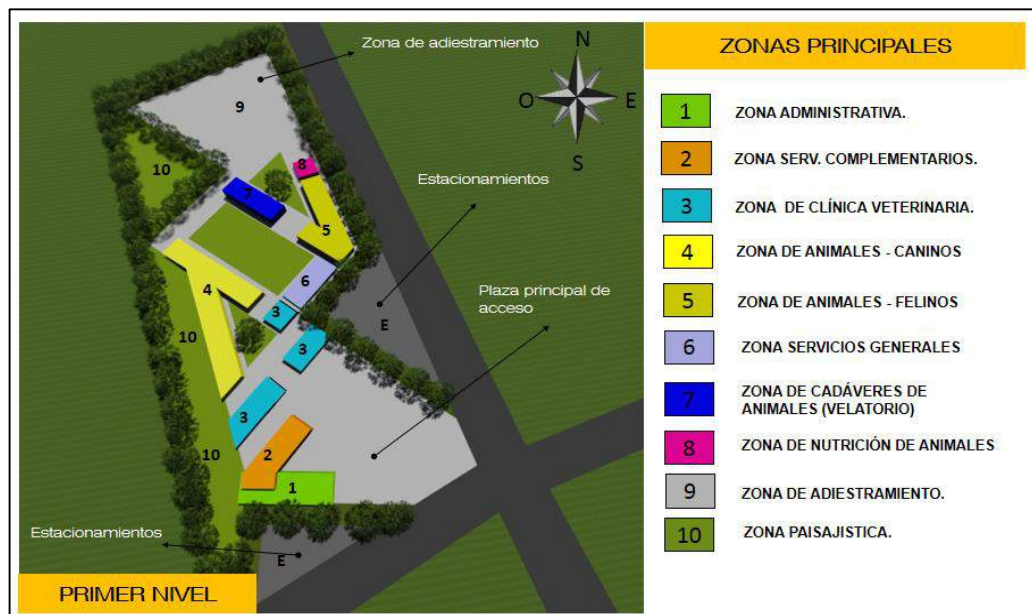 Zona de adiestramiento
N
O
E
S
9
10
8
7
Estacionamientos
5
6
4
Plaza principal de
acceso
3
E
10
3
3
2
10
1
Estacionamientos
E
PRIMER NIVEL
ZONAS PRINCIPALES
1 ZONA ADMINISTRATIVA.
2 ZONA SERV. COMPLEMENTARIOS.
3 ZONA DE CLÍNICA VETERINARIA.
4 ZONA DE ANIMALES - CANINOS
5 ZONA DE ANIMALES - FELINOS
6 ZONA SERVICIOS GENERALES
7 ZONA DE CADÁVERES DE
ANIMALES (VELATORIO)
8 ZONA DE NUTRICIÓN DE ANIMALES
9 ZONA DE ADIESTRAMIENTO.
10 ZONA PAISAJISTICA.